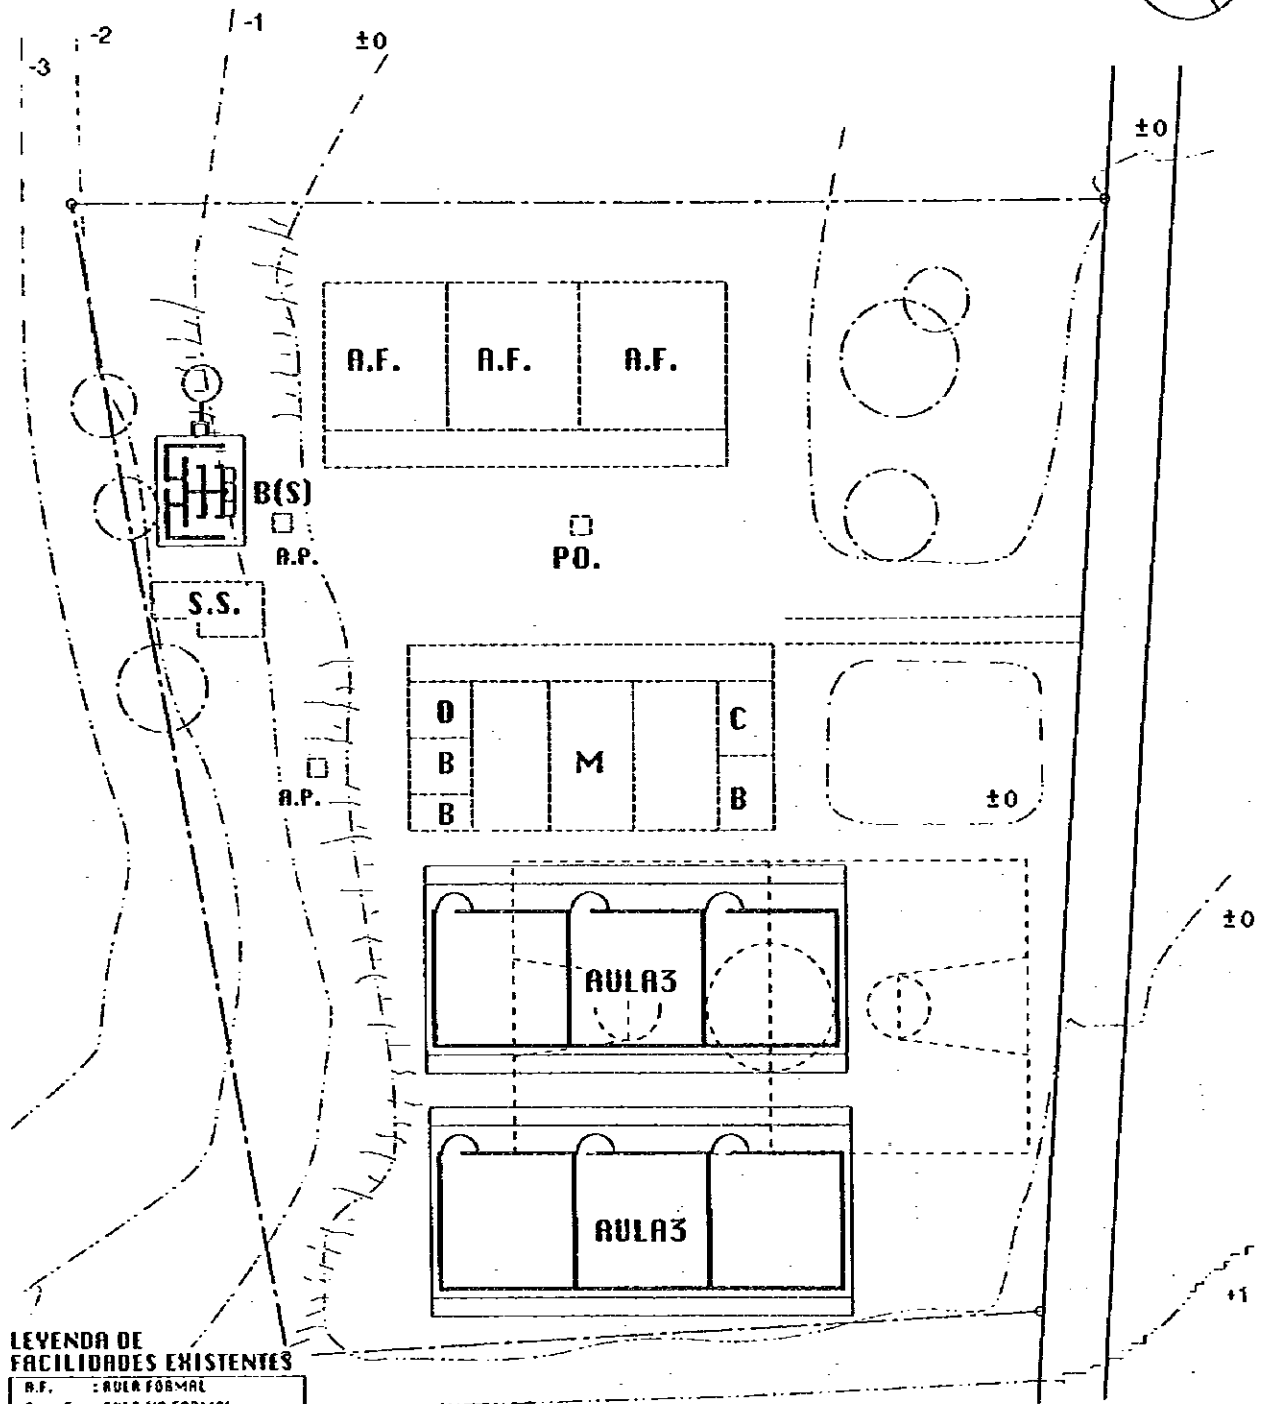 -3
-2
-1
±0
±0
A.F.
A.F.
A.F.
B(S)
A.P.
PO.
S.S.
O
B
B
M
C
B
A.P.
±0
±0
AULA3
AULA3
+1
LEYENDA DE
FACILIDADES EXISTENTES
A.F. : AULA FORMAL